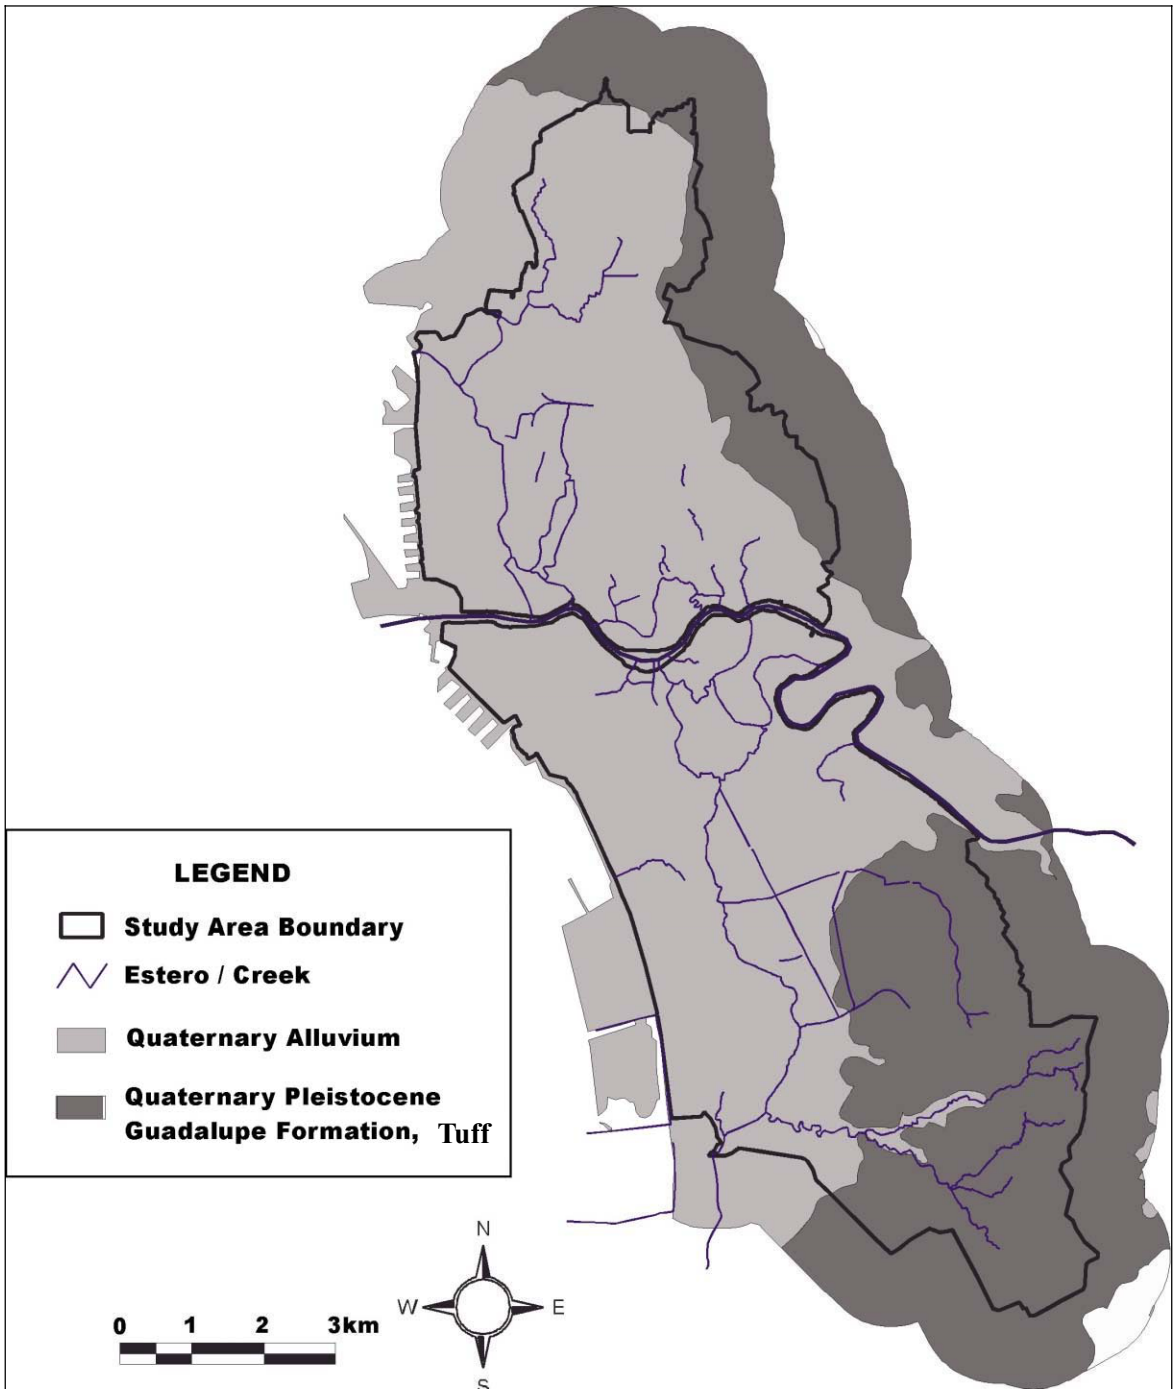 LEGEND
Study Area Boundary
Estero / Creek
Quaternary Alluvium
Quaternary Pleistocene
Guadalupe Formation, Tuff
N
W E
S
0 1 2 3km